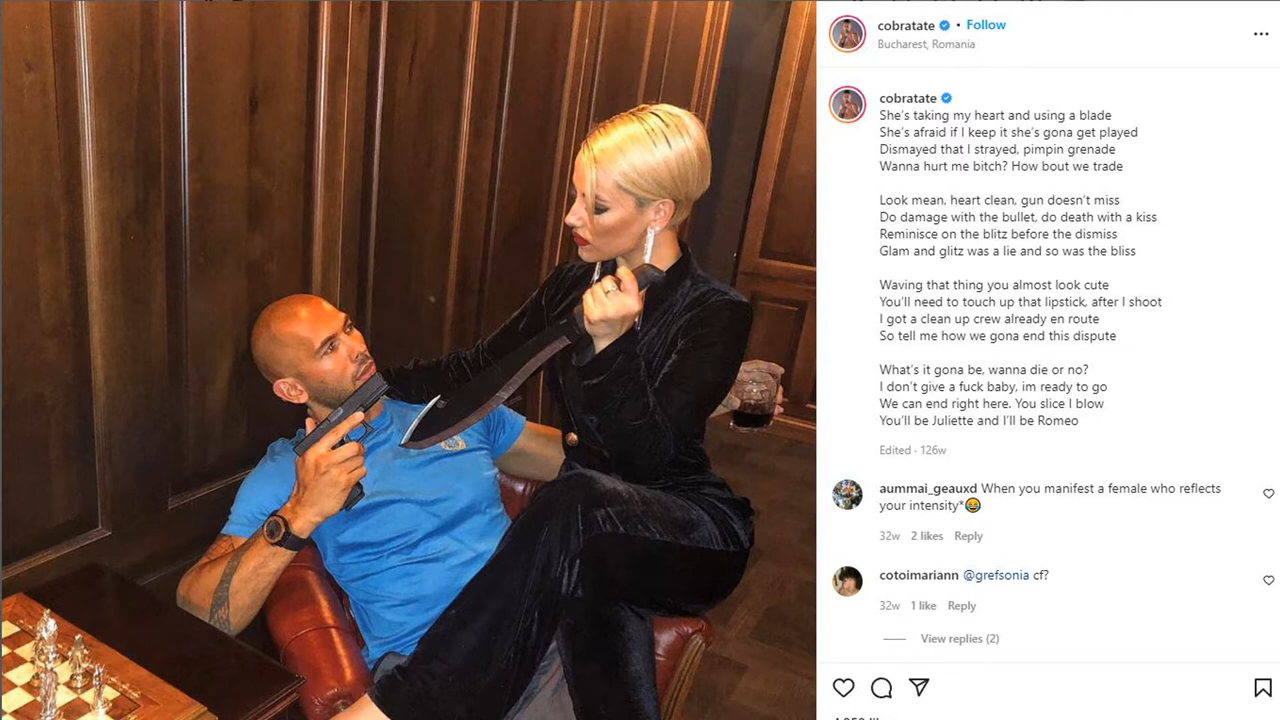 cobratate • Follow
Bucharest, Romania
cobratate
She's taking my heart and using a blade
She's afraid if I keep it she's gona get played
Dismayed that I strayed, pimpin grenade
Wanna hurt me bitch? How bout we trade
Look mean, heart clean, gun doesn't miss
Do damage with the bullet, do death with a kiss
Reminisce on the blitz before the dismiss
Glam and glitz was a lie and so was the bliss
Waving that thing you almost look cute
You'll need to touch up that lipstick, after I shoot
I got a clean up crew already en route
So tell me how we gona end this dispute
What's it gona be, wanna die or no?
I don't give a fuck baby, im ready to go
We can end right here. You slice I blow
You'll be Juliette and I'll be Romeo
Edited · 126w
aummai_geauxd When you manifest a female who reflects
your intensity*😂
32w 2 likes Reply
cotoimariann @grefsonia cf?
32w 1 like Reply
View replies (2)